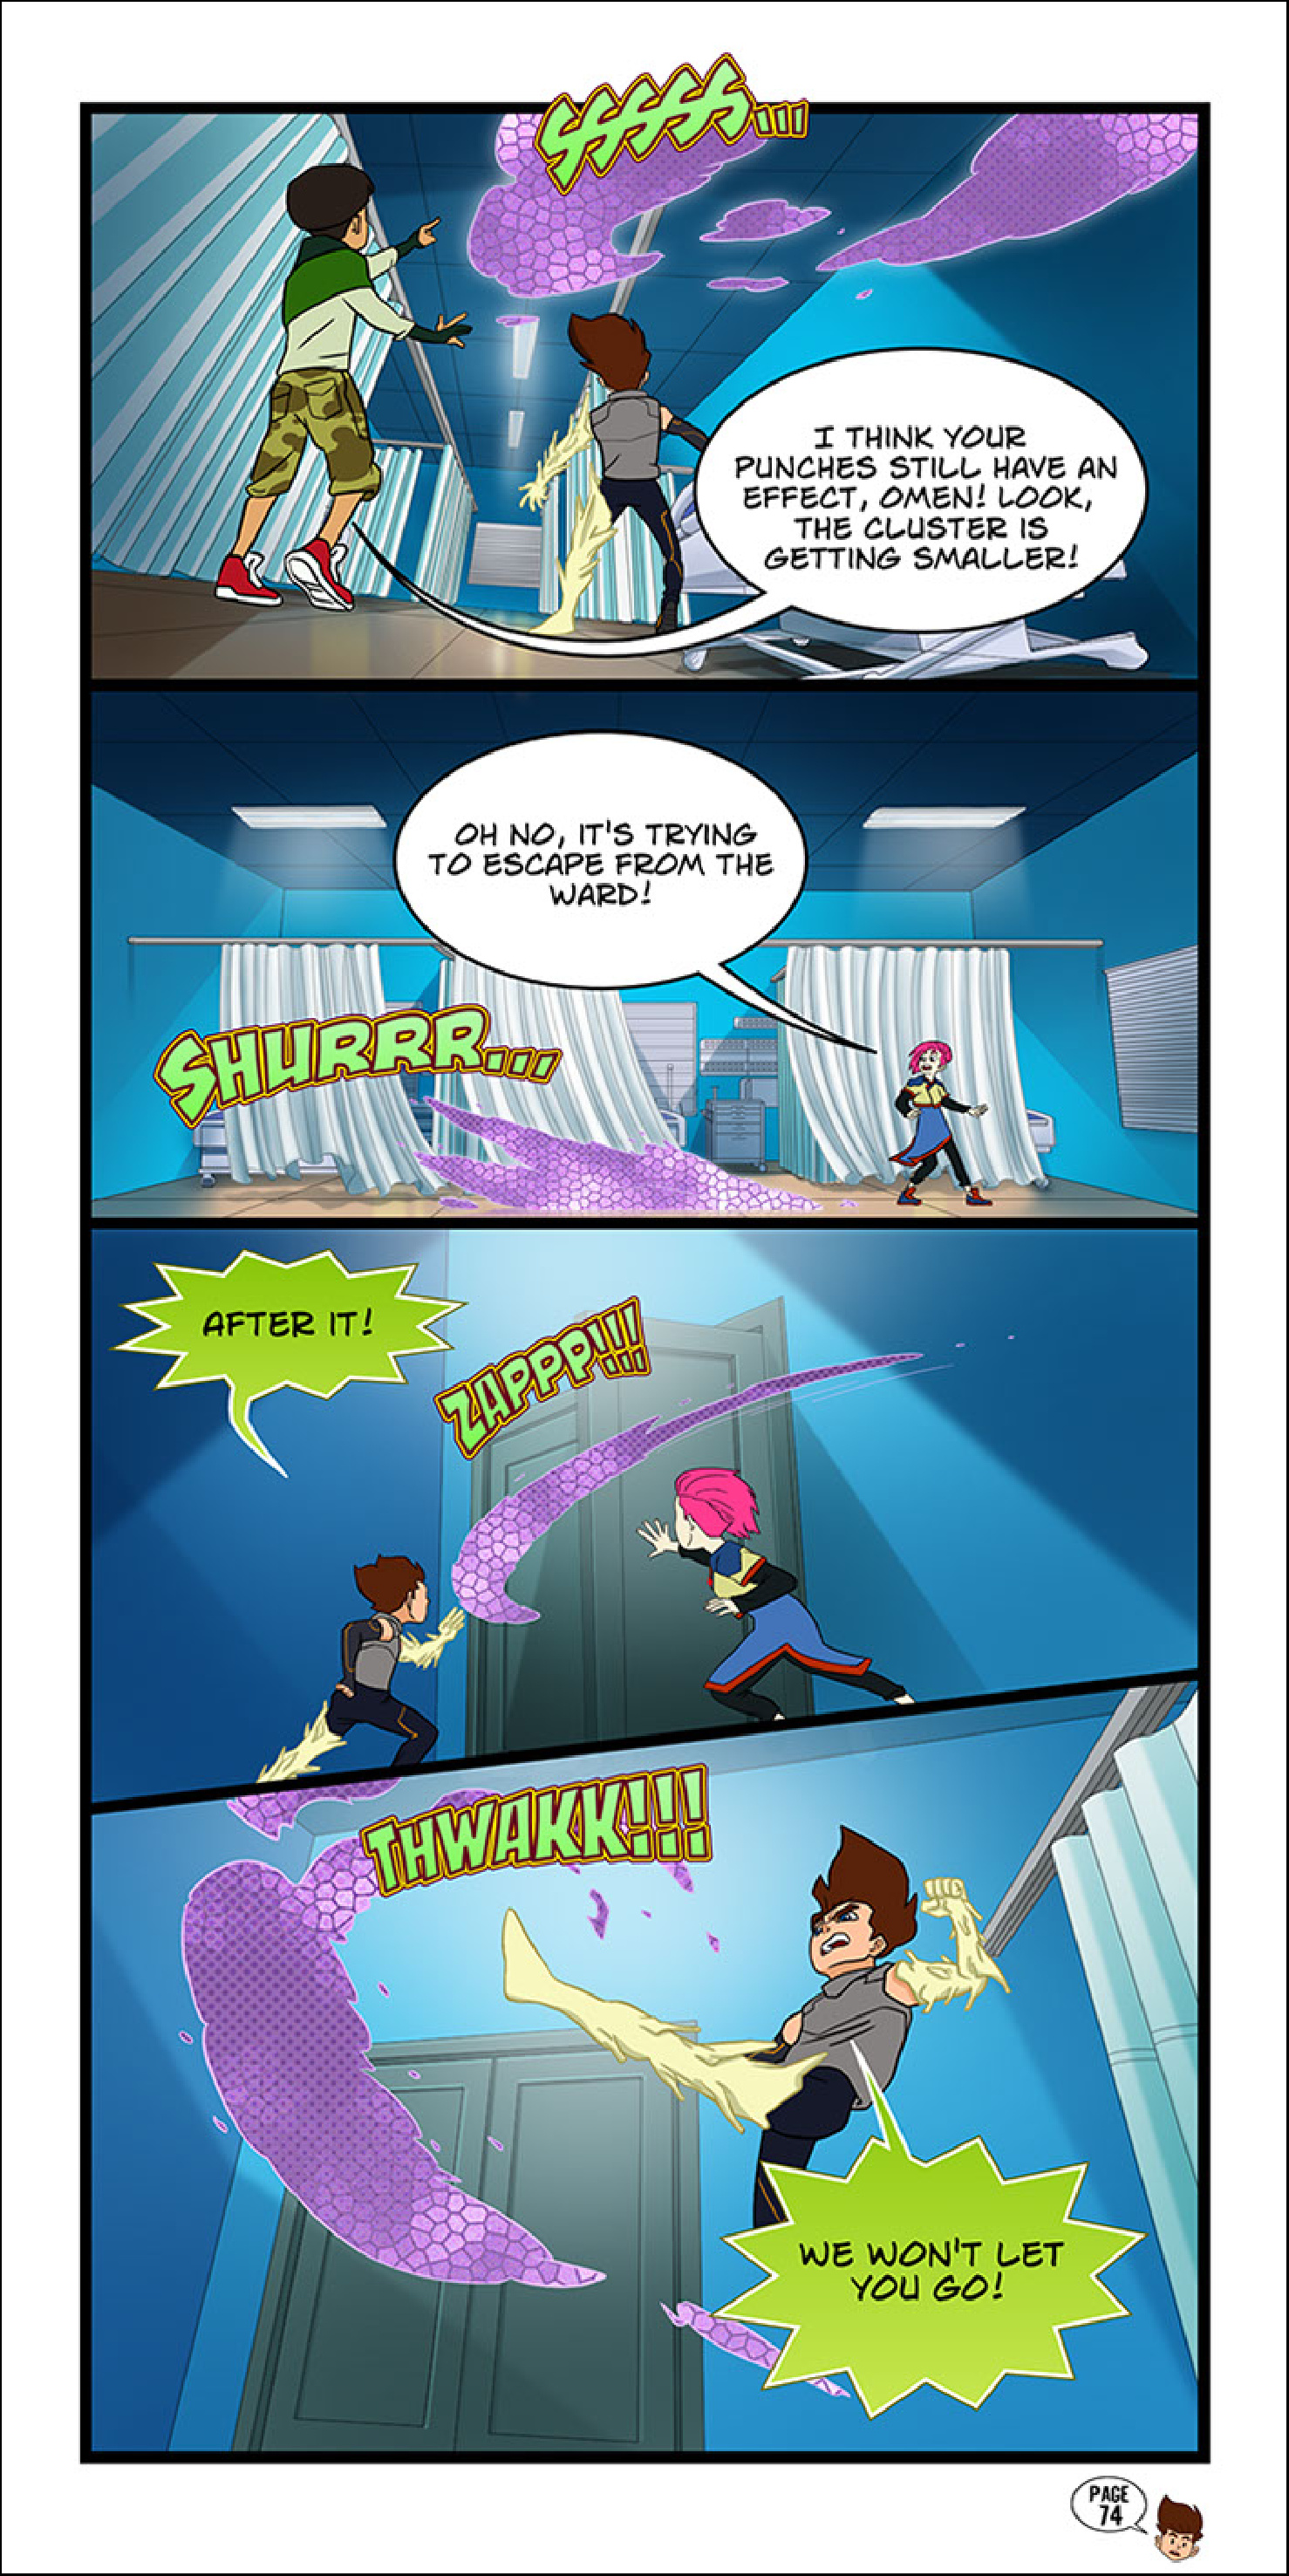 SSSSS...
I THINK YOUR
PUNCHES STILL HAVE AN
EFFECT, OMEN! LOOK,
THE CLUSTER IS
GETTING SMALLER!
OH NO, IT'S TRYING
TO ESCAPE FROM THE
WARD!
SHURRR...
AFTER IT!
ZAPPP!!!
THWAKK!!!
WE WON'T LET
YOU GO!
PAGE
74